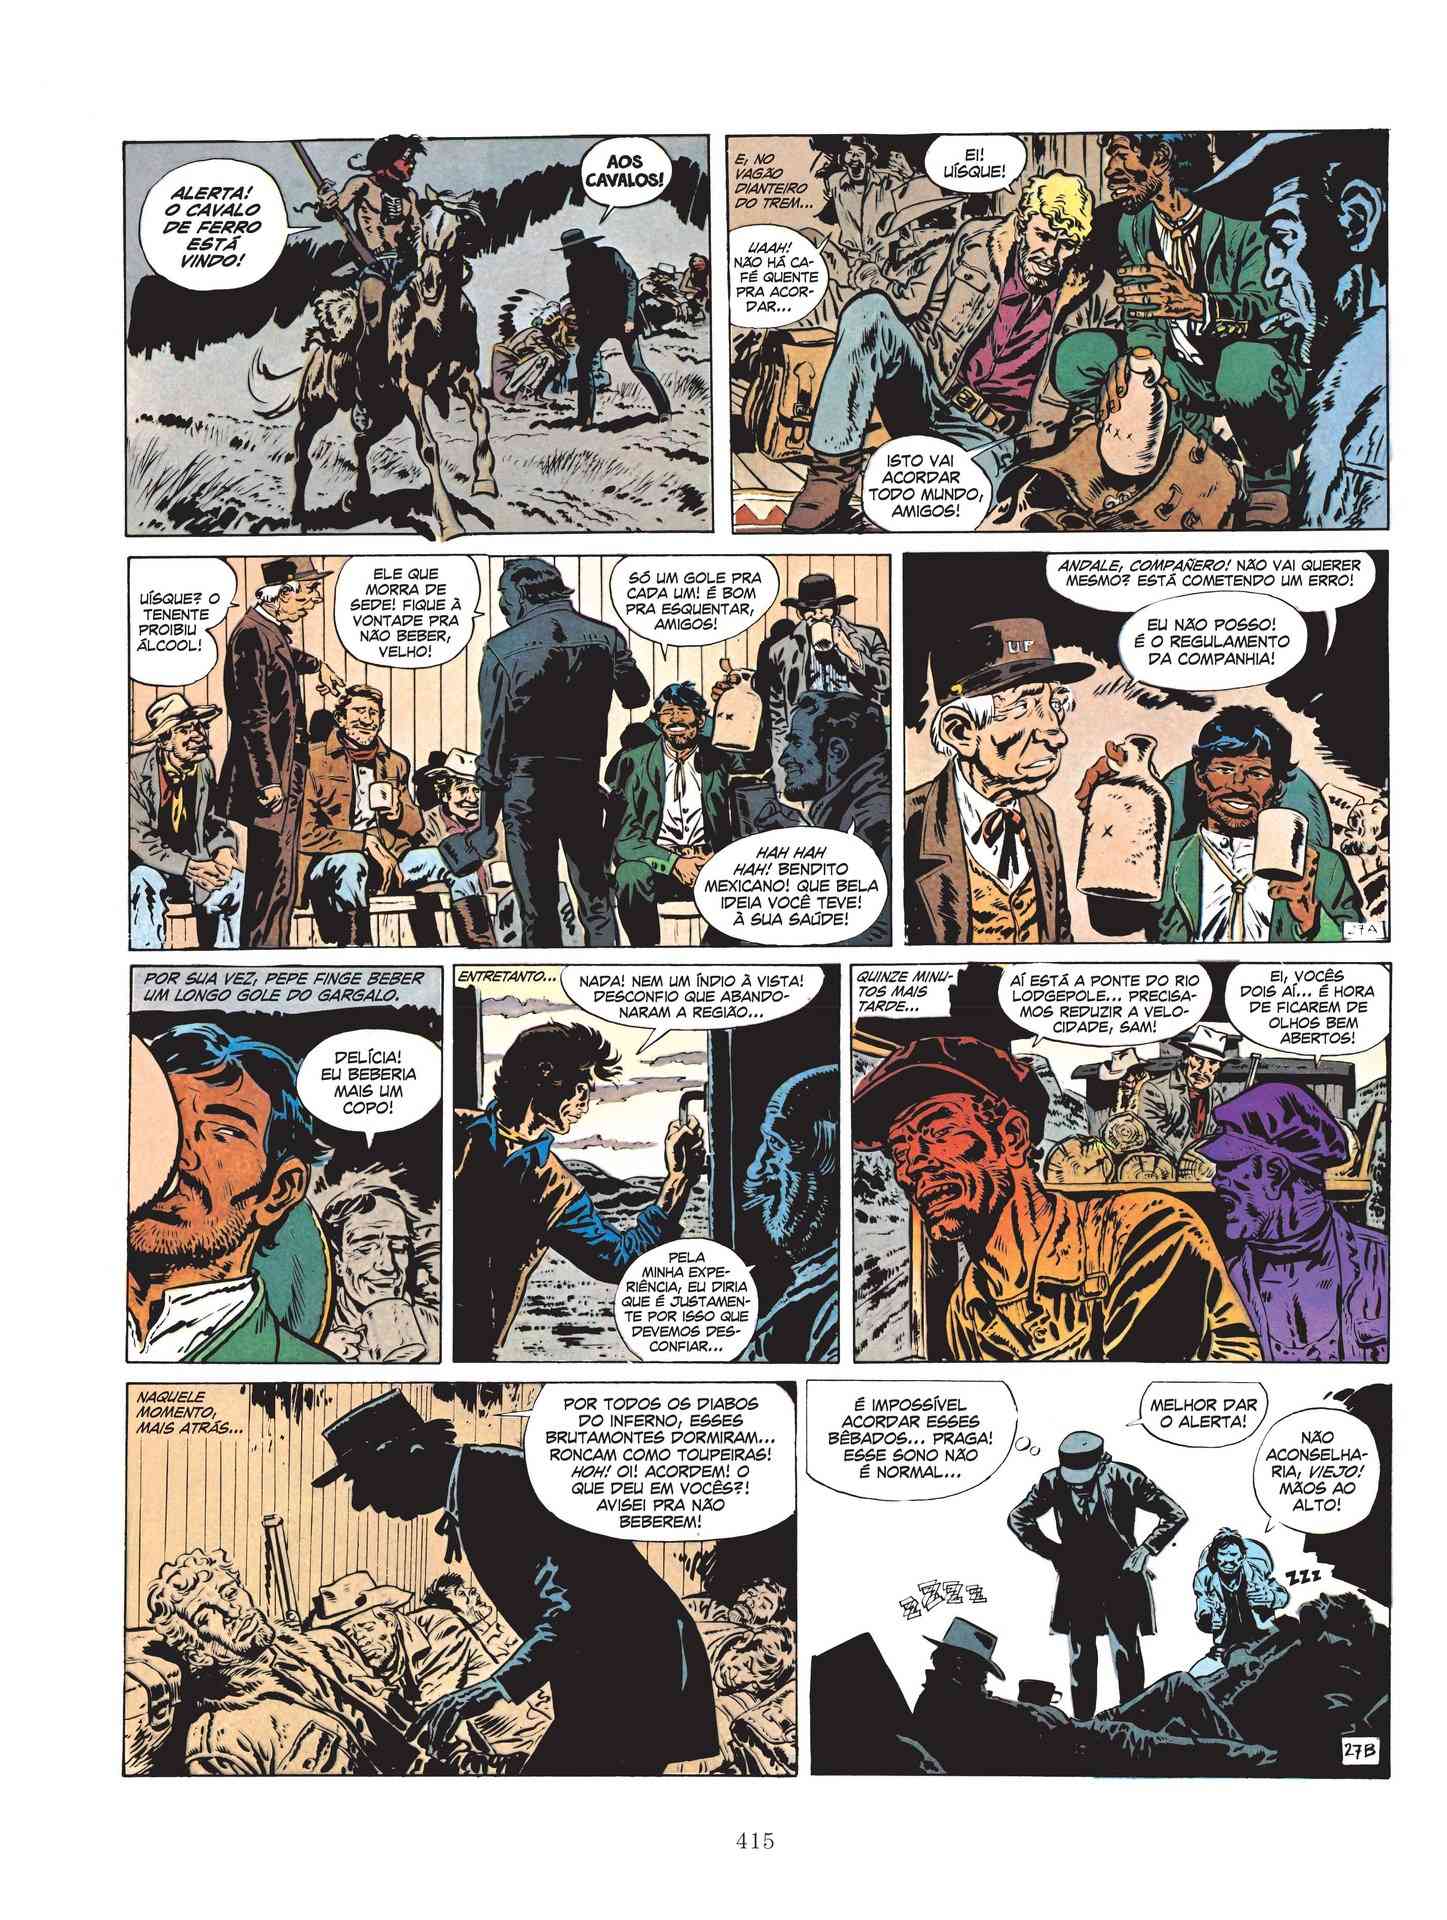 ALERTA!
O CAVALO
DE FERRO
ESTÁ
VINDO!
AOS
CAVALOS!
E, NO
VAGÃO
DIANTEIRO
DO TREM...
EI!
UÍSQUE!
UAAH!
NÃO HÁ CA-
FÉ QUENTE
PRA ACOR-
DAR...
ISTO VAI
ACORDAR
TODO MUNDO,
AMIGOS!
UÍSQUE? O
TENENTE
PROIBIU
ÁLCOOL!
ELE QUE
MORRA DE
SEDE! FIQUE À
VONTADE PRA
NÃO BEBER,
VELHO!
SÓ UM GOLE PRA
CADA UM! É BOM
PRA ESQUENTAR,
AMIGOS!
HAH HAH
HAH! BENDITO
MEXICANO! QUE BELA
IDEIA VOCÊ TEVE!
À SUA SAÚDE!
ANDALE, COMPAÑERO! NÃO VAI QUERER
MESMO? ESTÁ COMETENDO UM ERRO!
EU NÃO POSSO!
É O REGULAMENTO
DA COMPANHIA!
UP
27A
POR SUA VEZ, PEPE FINGE BEBER
UM LONGO GOLE DO GARGALO.
DELÍCIA!
EU BEBERIA
MAIS UM
COPO!
ENTRETANTO...
NADA! NEM UM ÍNDIO À VISTA!
DESCONFIO QUE ABANDO-
NARAM A REGIÃO...
PELA
MINHA EXPE-
RIÊNCIA, EU DIRIA
QUE É JUSTAMEN-
TE POR ISSO QUE
DEVEMOS DES-
CONFIAR...
QUINZE MINU-
TOS MAIS
TARDE...
AÍ ESTÁ A PONTE DO RIO
LODGEPOLE... PRECISA-
MOS REDUZIR A VELO-
CIDADE, SAM!
EI, VOCÊS
DOIS AÍ... É HORA
DE FICAREM DE
OLHOS BEM
ABERTOS!
NAQUELE
MOMENTO,
MAIS ATRÁS...
POR TODOS OS DIABOS
DO INFERNO, ESSES
BRUTAMONTES DORMIRAM...
RONCAM COMO TOUPEIRAS!
HOH! OI! ACORDEM! O
QUE DEU EM VOCÊS?!
AVISEI PRA NÃO
BEBEREM!
É IMPOSSÍVEL
ACORDAR ESSES
BÊBADOS... PRAGA!
ESSE SONO NÃO
É NORMAL...
MELHOR DAR
O ALERTA!
NÃO
ACONSELHA-
RIA, VIEJO!
MÃOS AO
ALTO!
ZZZZz
ZZz
27B
415